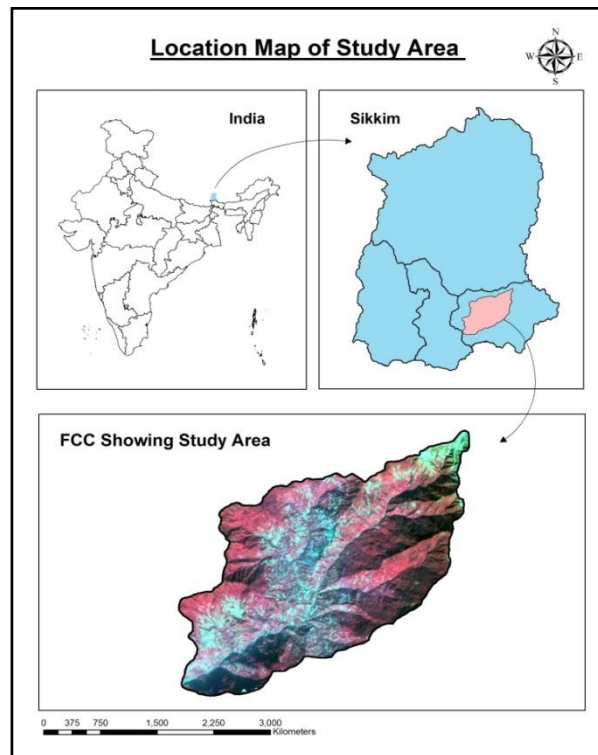 Location Map of Study Area
N
W E
S
India
Sikkim
FCC Showing Study Area
0 375 750 1,500 2,250 3,000
Kilometers